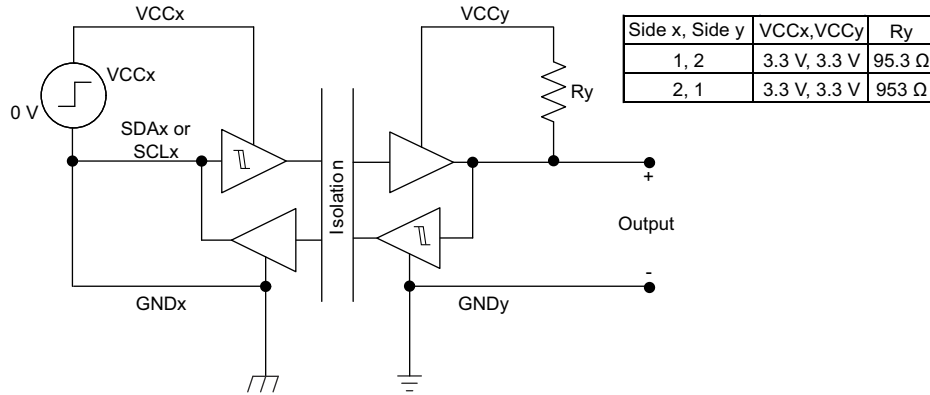 VCCx
VCCy
VCCx
0 V
SDAx or
SCLx
Isolation
Ry
+
Output
-
GNDx
GNDy
Side x, Side y VCCx,VCCy Ry
1, 2 3.3 V, 3.3 V 95.3 Ω
2, 1 3.3 V, 3.3 V 953 Ω